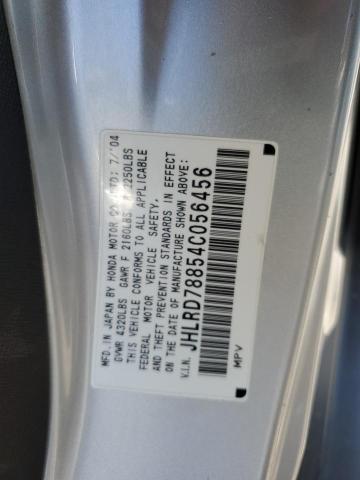 MFD.IN JAPAN BY HONDA MOTOR CO., LTD: 7/'04
GVWR 4320LBS GAWR F 2160LBS R 2250LBS
THIS VEHICLE CONFORMS TO ALL APPLICABLE
FEDERAL MOTOR VEHICLE SAFETY,
AND THEFT PREVENTION STANDARDS IN EFFECT
ON THE DATE OF MANUFACTURE SHOWN ABOVE:
V.I.N. JHLRD78854C056456
MPV